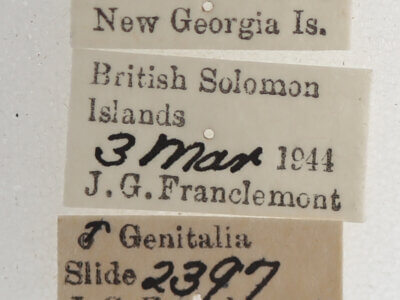 New Georgia Is.
British Solomon
Islands
3 Mar 1944
J.G. Franclemont
♂ Genitalia
Slide 2397